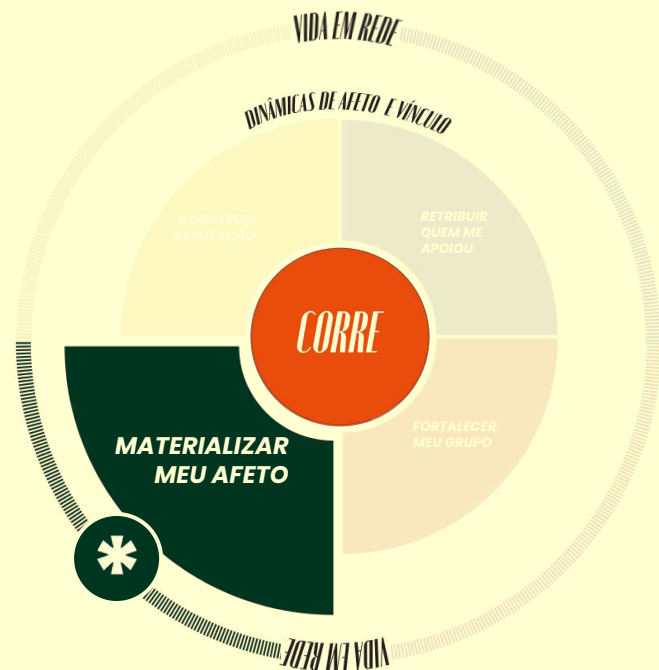 VIDA EM REDE
DINÂMICAS DE AFETO E VÍNCULO
CONSTRUIR
REPUTAÇÃO
RETRIBUIR
QUEM ME
APOIOU
CORRE
MATERIALIZAR
MEU AFETO
FORTALECER
MEU GRUPO
*
VIDA EM REDE